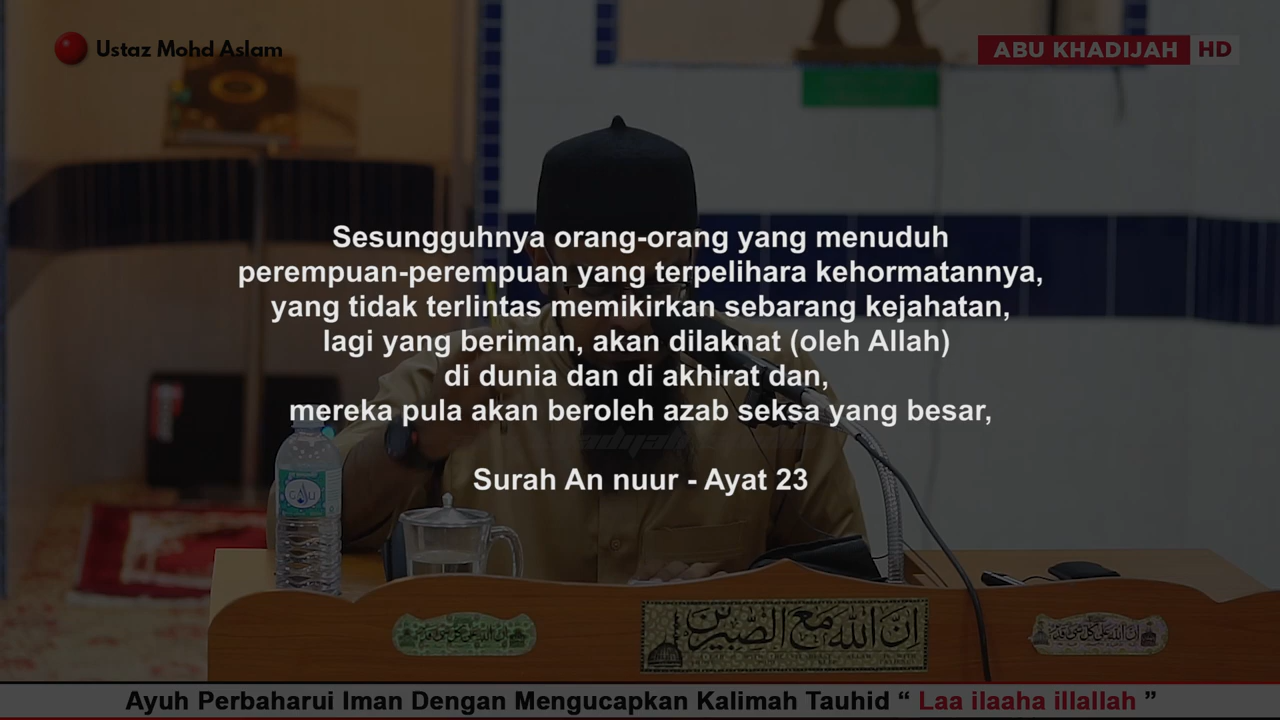 Ustaz Mohd Aslam
ABU KHADIJAH HD
Sesungguhnya orang-orang yang menuduh
perempuan-perempuan yang terpelihara kehormatannya,
yang tidak terlintas memikirkan sebarang kejahatan,
lagi yang beriman, akan dilaknat (oleh Allah)
di dunia dan di akhirat dan,
mereka pula akan beroleh azab seksa yang besar,
Surah An nuur - Ayat 23
إن الله مع الصبرين
Ayuh Perbaharui Iman Dengan Mengucapkan Kalimah Tauhid “ Laa ilaaha illallah ”